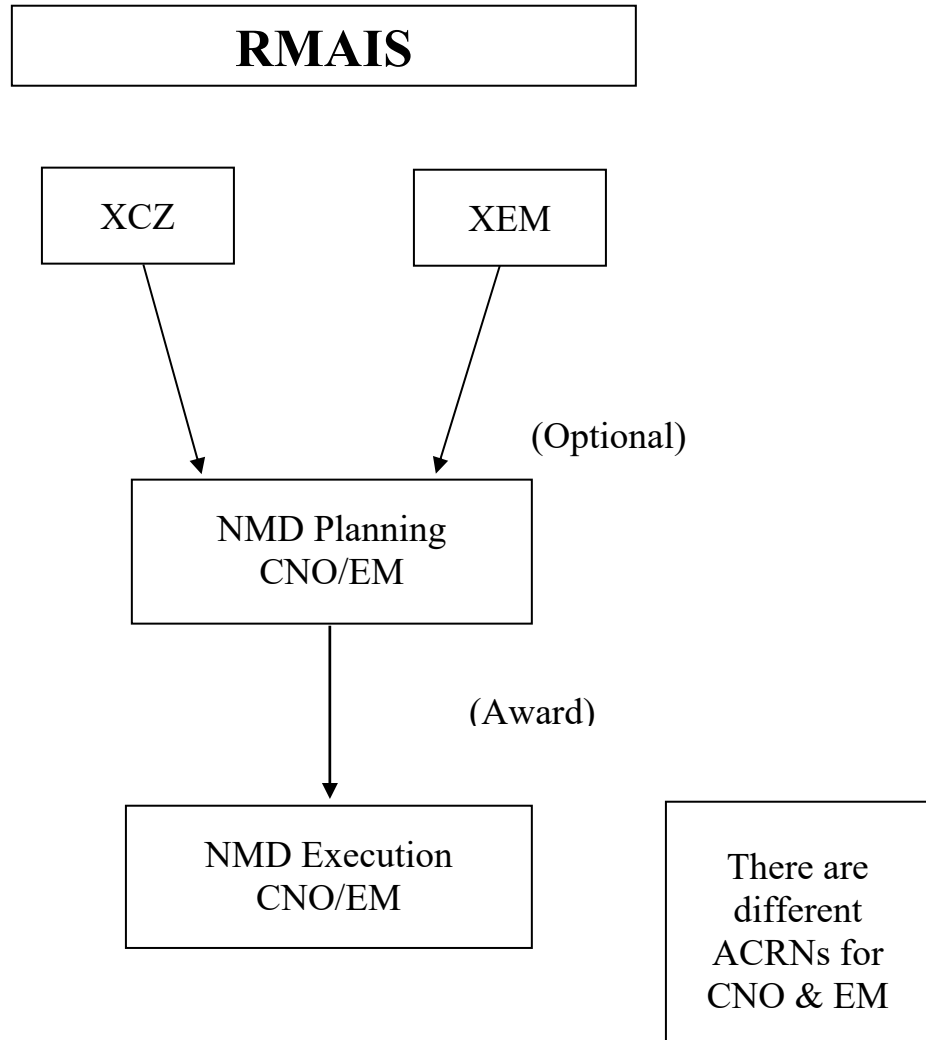 RMAIS
XCZ
XEM
(Optional)
NMD Planning
CNO/EM
(Award)
NMD Execution
CNO/EM
There are
different
ACRNs for
CNO & EM